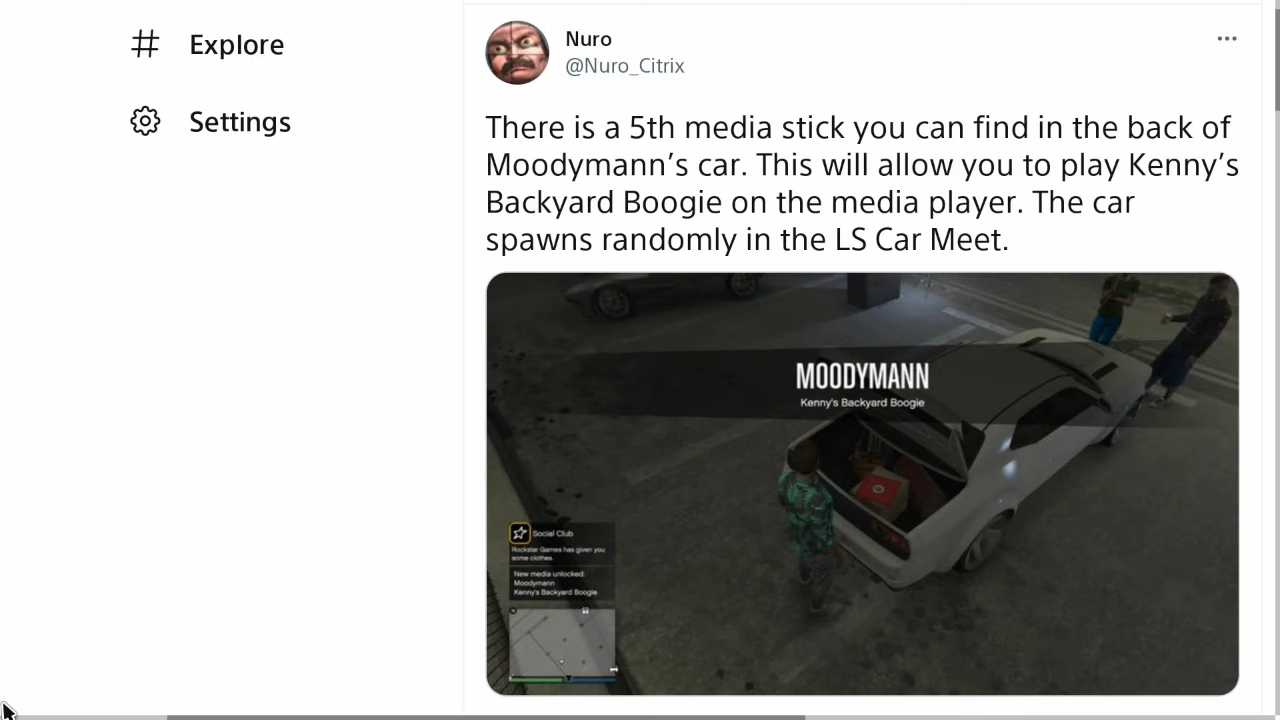 # Explore
Settings
Nuro
@Nuro_Citrix
There is a 5th media stick you can find in the back of
Moodymann’s car. This will allow you to play Kenny’s
Backyard Boogie on the media player. The car
spawns randomly in the LS Car Meet.
MOODYMANN
Kenny's Backyard Boogie
Social Club
Rockstar Games has given you
some clothes.
New media unlocked:
Moodymann
Kenny's Backyard Boogie